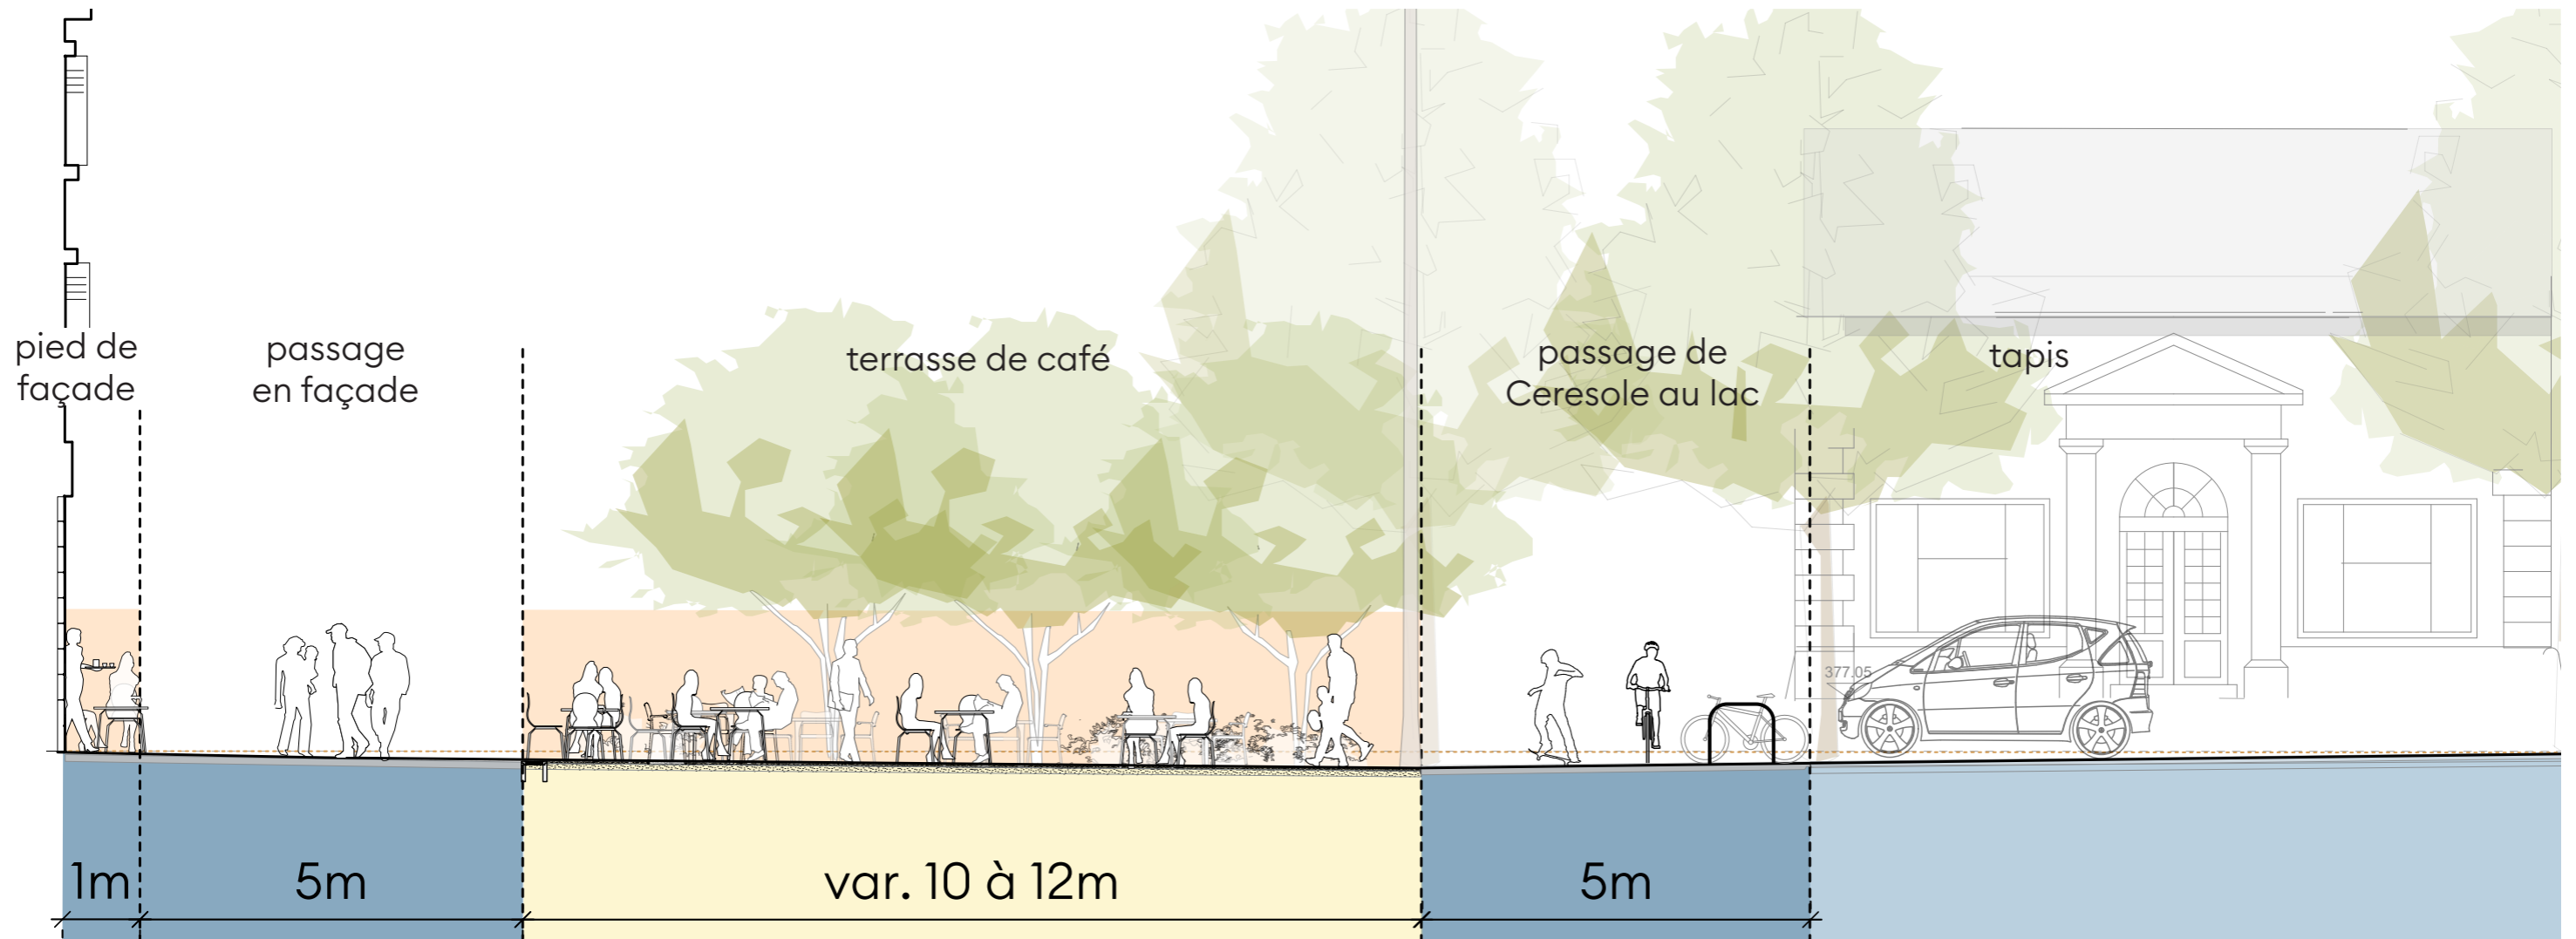 pied de
façade
passage
en façade
terrasse de café
passage de
Ceresole au lac
tapis
377.05
1m
5m
var. 10 à 12m
5m